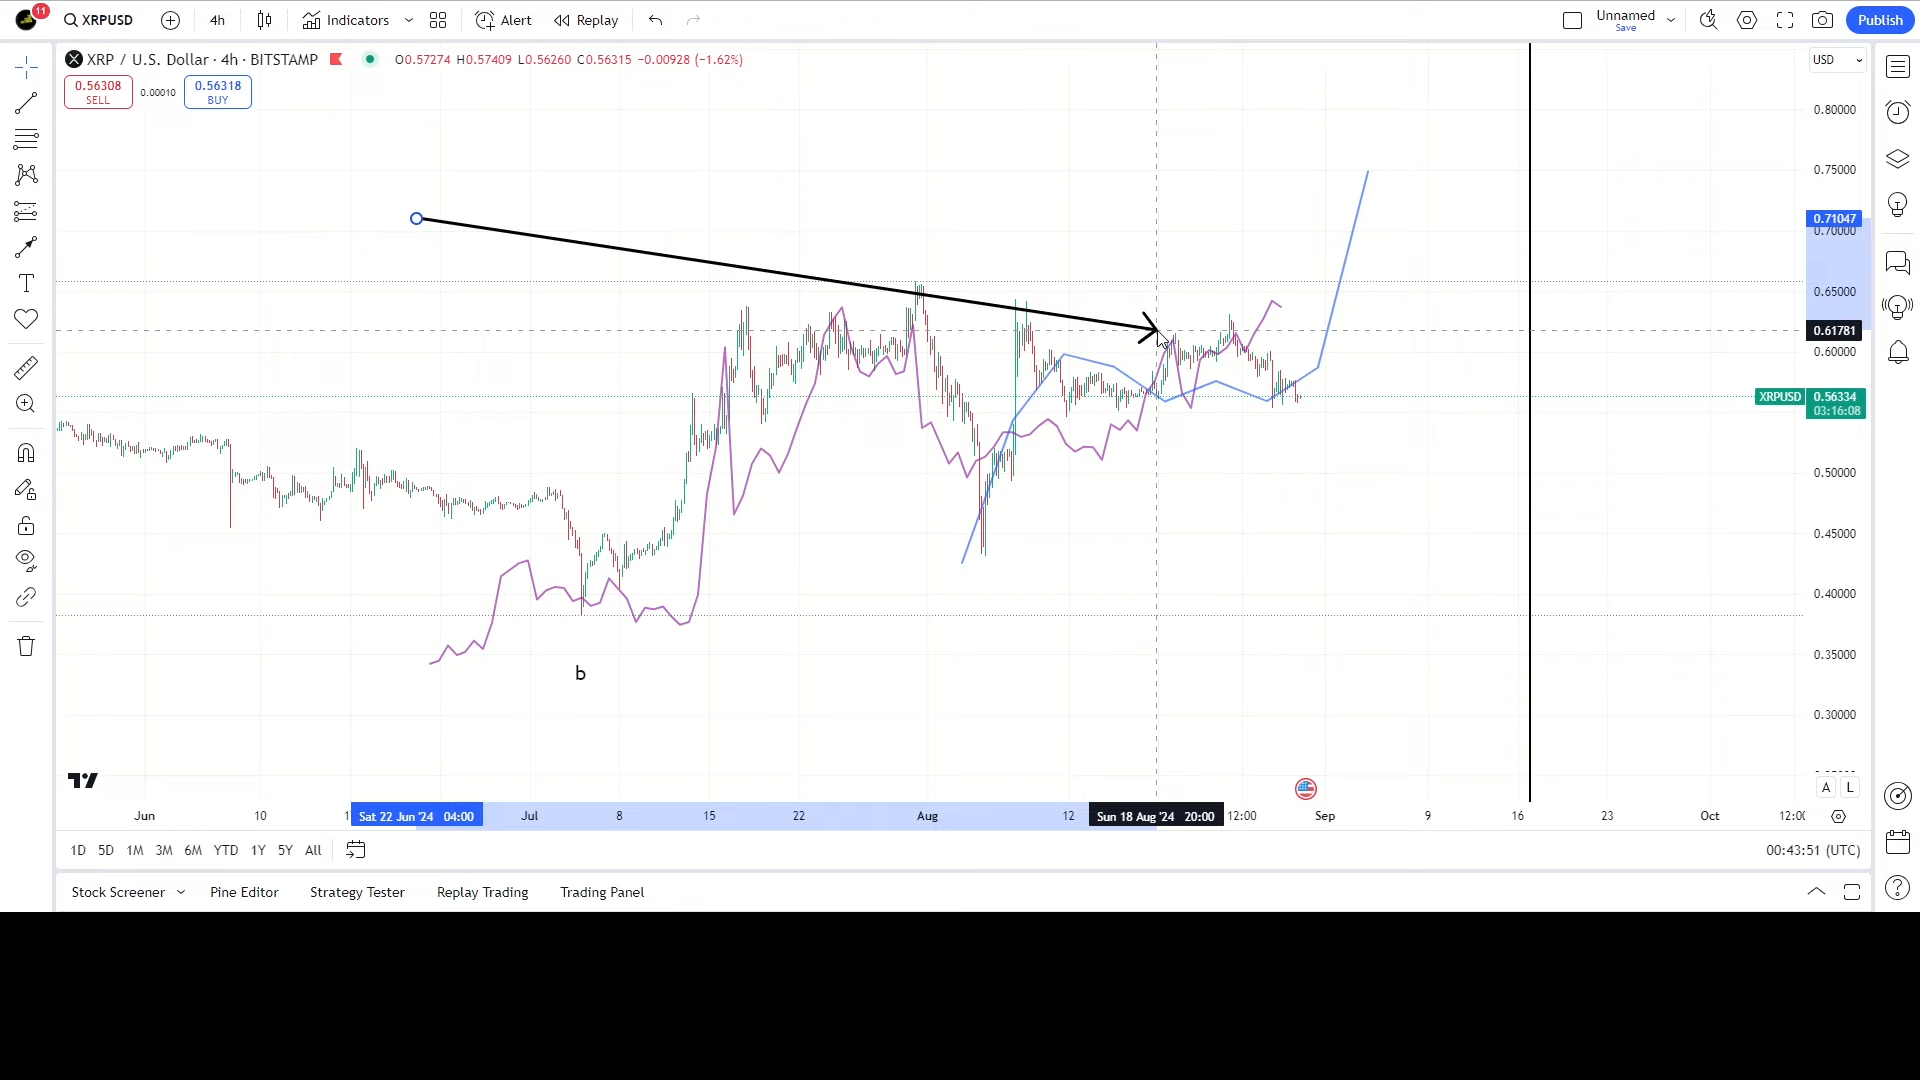 11
XRPUSD
4h
Indicators
Alert
Replay
Unnamed
Save
Publish
XRP / U.S. Dollar · 4h · BITSTAMP
O0.57274 H0.57409 L0.56260 C0.56315 −0.00928 (−1.62%)
USD
0.56308
SELL
0.00010
0.56318
BUY
0.80000
0.75000
0.71047
0.70000
0.65000
0.61781
0.60000
XRPUSD
0.56334
03:16:08
0.50000
0.45000
0.40000
0.35000
0.30000
b
A
L
Jun
10
Sat 22 Jun '24 04:00
Jul
8
15
22
Aug
12
Sun 18 Aug '24 20:00
12:00
Sep
9
16
23
Oct
1D
5D
1M
3M
6M
YTD
1Y
5Y
All
00:43:51 (UTC)
Stock Screener
Pine Editor
Strategy Tester
Replay Trading
Trading Panel